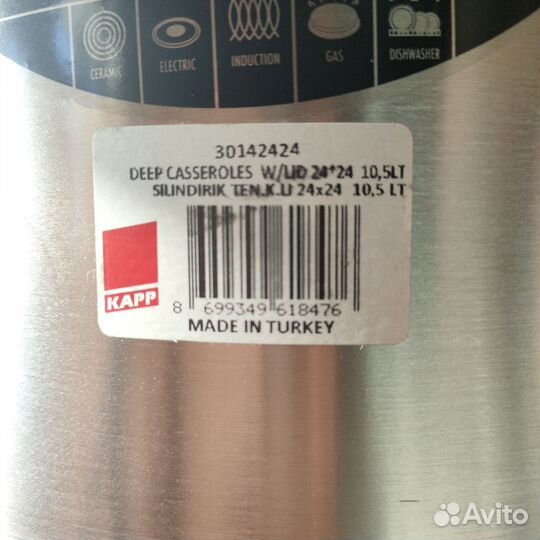 CERAMIC
ELECTRIC
INDUCTION
GAS
DISHWASHER
30142424
DEEP CASSEROLES W/LID 24*24 10,5LT
SILINDIRIK TEN.K.LI 24x24 10,5 LT
KAPP
8 699349 618476
MADE IN TURKEY
Avito